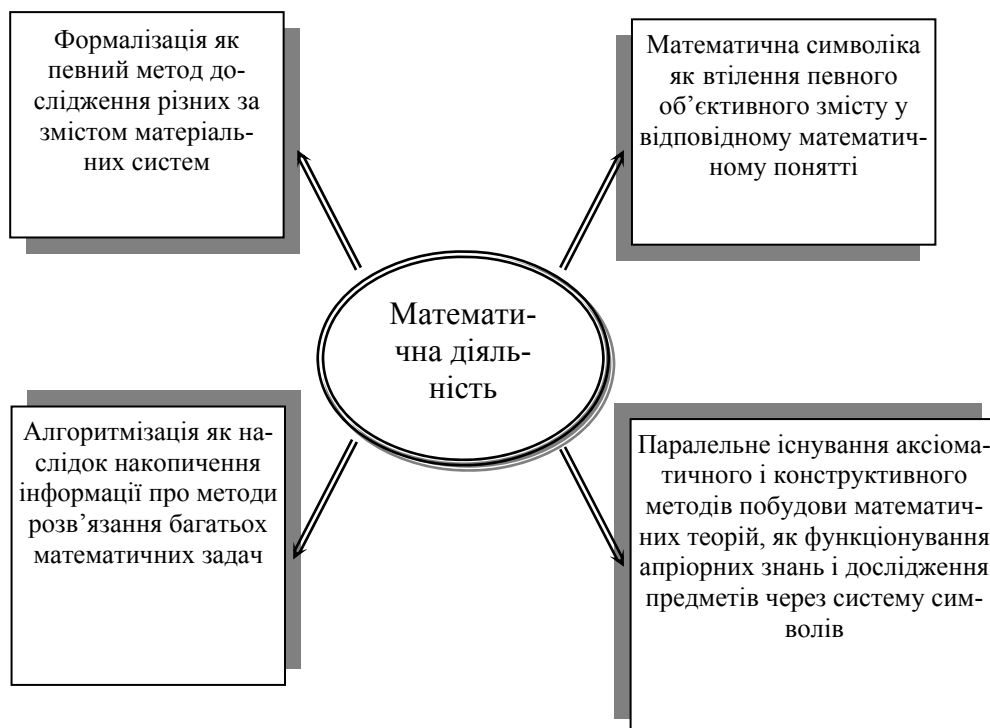 Формалізація як
певний метод до-
слідження різних за
змістом матеріаль-
них систем
Математична символіка
як втілення певного
об’єктивного змісту у
відповідному математич-
ному понятті
Математи-
чна діяль-
ність
Алгоритмізація як на-
слідок накопичення
інформації про методи
розв’язання багатьох
математичних задач
Паралельне існування аксіома-
тичного і конструктивного
методів побудови математич-
них теорій, як функціонування
апріорних знань і дослідження
предметів через систему сим-
волів